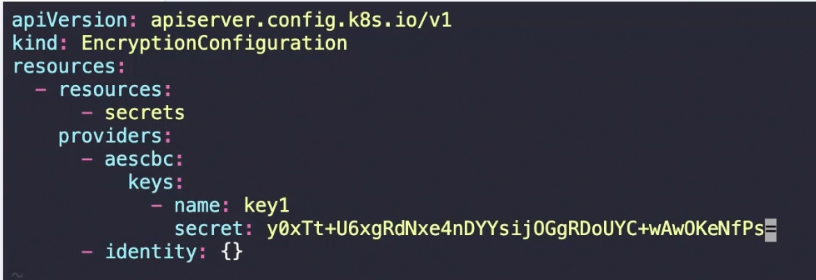 apiVersion: apiserver.config.k8s.io/v1
kind: EncryptionConfiguration
resources:
  - resources:
      - secrets
    providers:
      - aescbc:
          keys:
            - name: key1
              secret: y0xTt+U6xgRdNxe4nDYYsijOGgRDoUYC+wAwOKeNfPs=
      - identity: {}
~